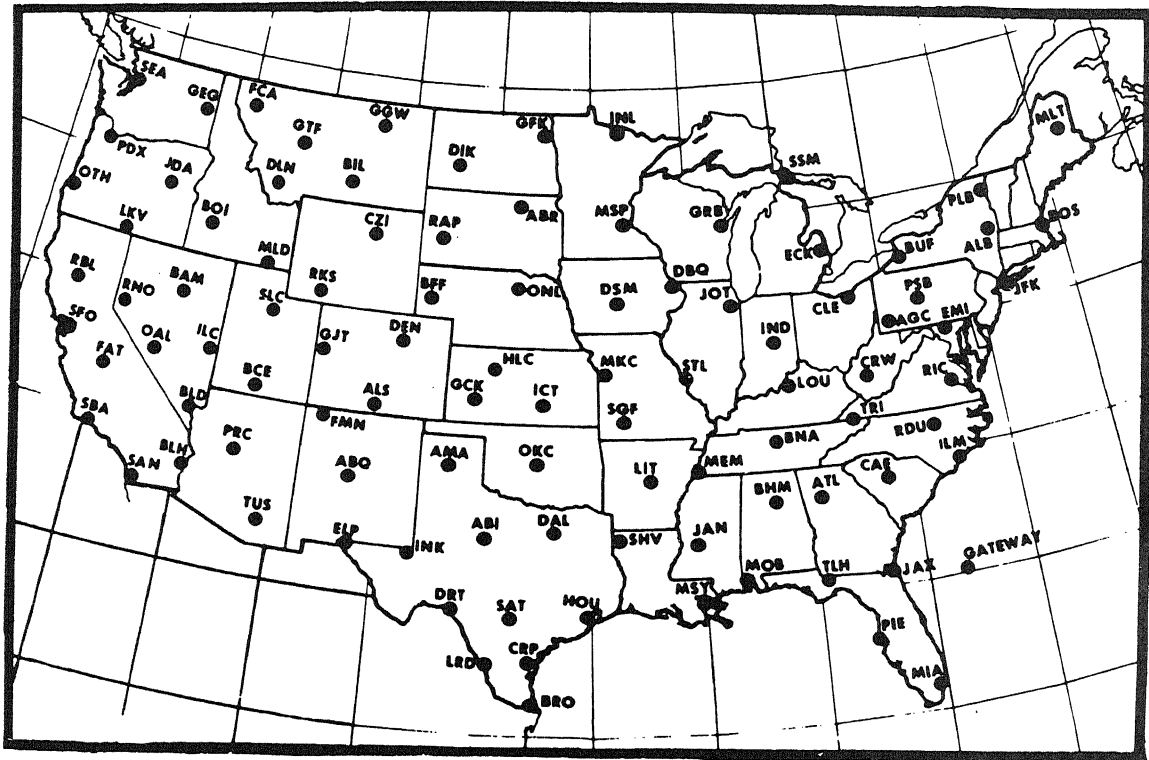 SEA
GEG
FCA
GGW
GTF
GFK
INL
MLT
PDX
DIK
SSM
OTH
JDA
DLN
BIL
PLB
LKV
BOI
CZI
RAP
ABR
MSP
GRB
BOS
ALB
BUF
ECK
MLD
RBL
RNO
BAM
SLC
RKS
BFF
ONL
DSM
DBQ
JOT
CLE
PSB
JFK
SFO
OAL
ILC
GJT
DEN
IND
AGC
EMI
FAT
BCE
ALS
HLC
GCK
ICT
MKC
STL
LOU
CRW
RIC
SBA
BLD
FMN
SGF
TRI
RDU
ILM
SAN
BLH
PRC
ABQ
AMA
OKC
LIT
MEM
BNA
CAE
TUS
BHM
ATL
ELP
INK
ABI
DAL
SHV
JAN
MOB
TLH
JAX
GATEWAY
DRT
SAT
HOU
MSY
PIE
LRD
CRP
MIA
BRO